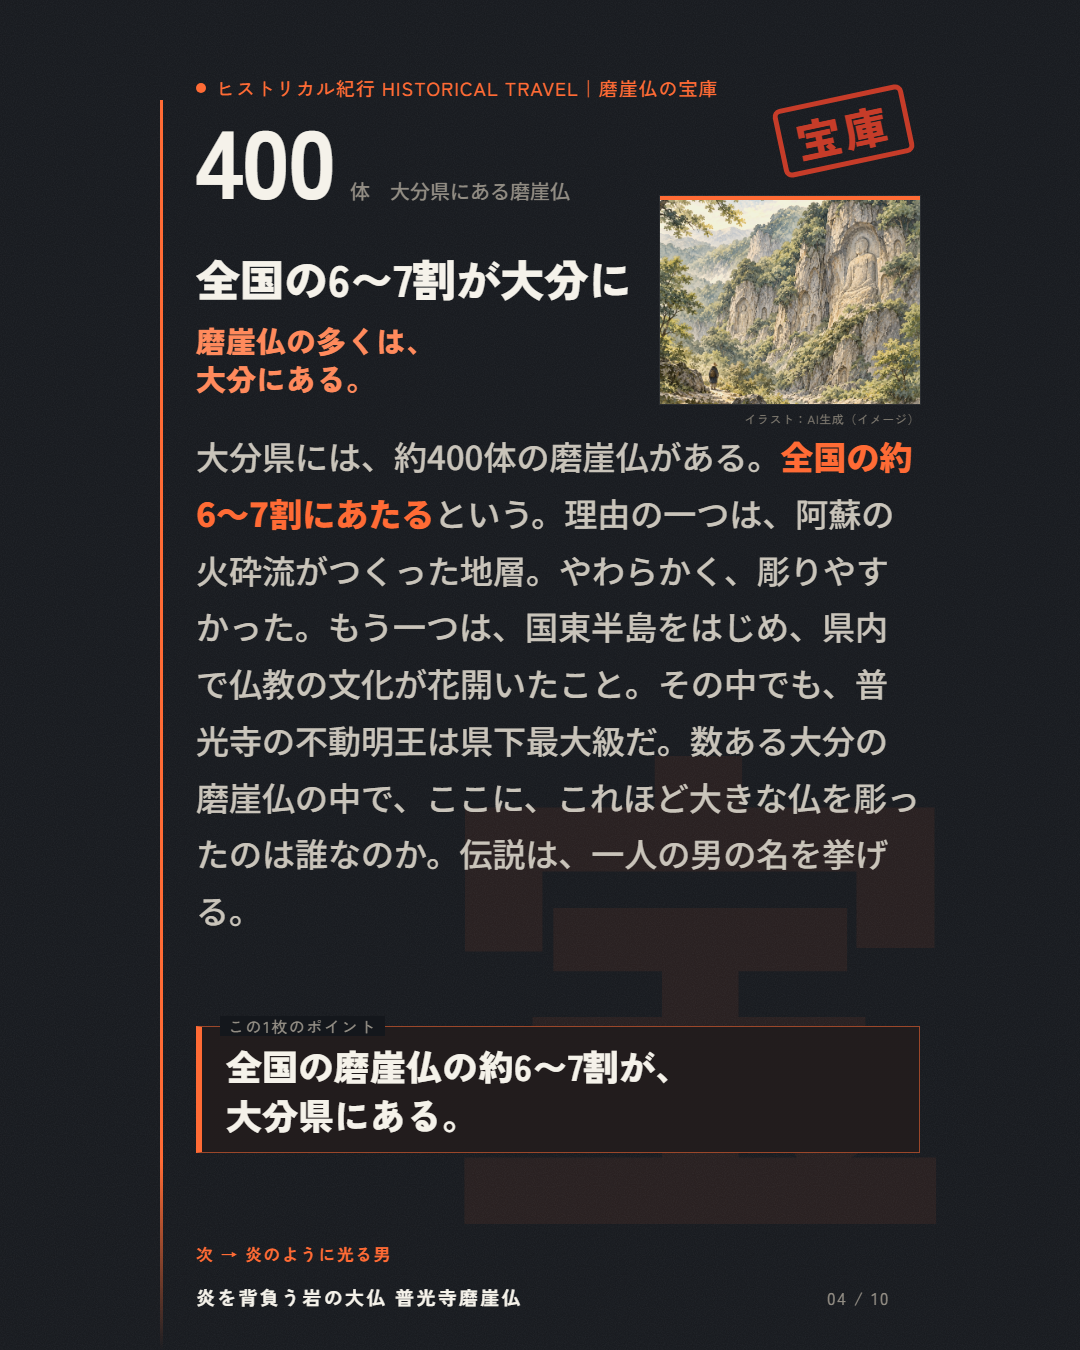 ヒストリカル紀行 HISTORICAL TRAVEL｜磨崖仏の宝庫
宝庫
400 体 大分県にある磨崖仏
全国の6〜7割が大分に
磨崖仏の多くは、
大分にある。
イラスト：AI生成（イメージ）
大分県には、約400体の磨崖仏がある。全国の約
6〜7割にあたるという。理由の一つは、阿蘇の
火砕流がつくった地層。やわらかく、彫りやす
かった。もう一つは、国東半島をはじめ、県内
で仏教の文化が花開いたこと。その中でも、普
光寺の不動明王は県下最大級だ。数ある大分の
磨崖仏の中で、ここに、これほど大きな仏を彫っ
たのは誰なのか。伝説は、一人の男の名を挙げ
る。
宝
この1枚のポイント
全国の磨崖仏の約6〜7割が、
大分県にある。
次 → 炎のように光る男
炎を背負う岩の大仏 普光寺磨崖仏
04 / 10